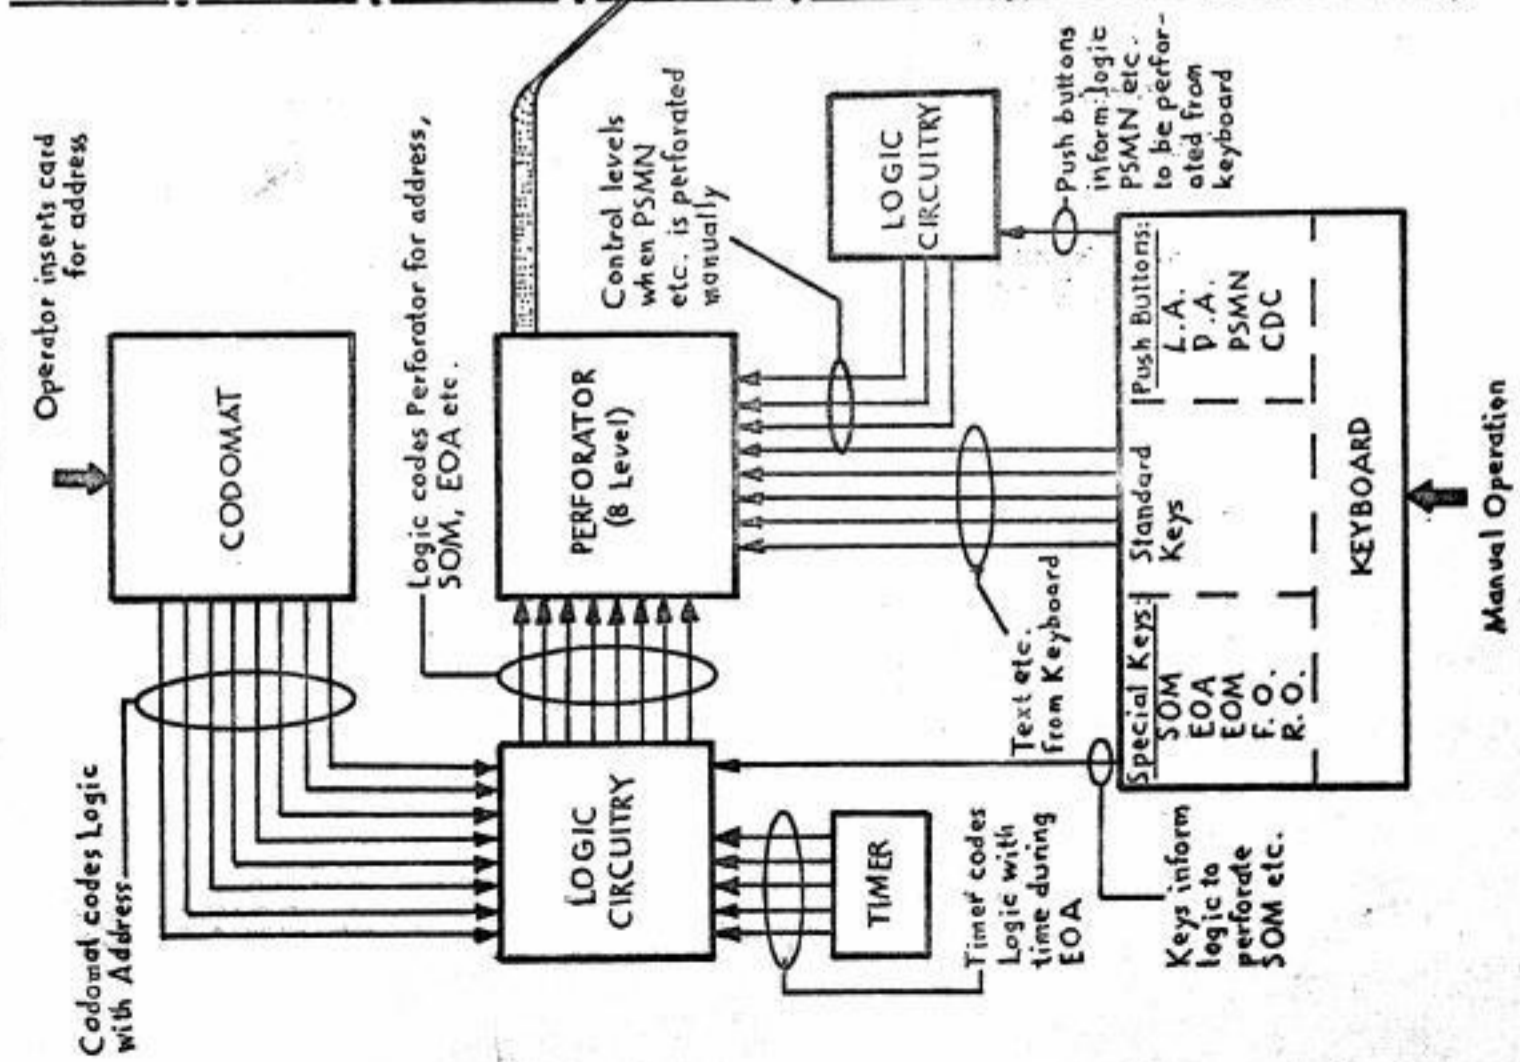 Operator inserts card
for address
CODOMAT
Codomat codes Logic
with Address
Logic codes Perforator for address,
SOM, EOA etc.
PERFORATOR
(8 Level)
Control levels
when PSMN
etc. is perforated
manually
LOGIC
CIRCUITRY
Push buttons
inform logic
PSMN etc.
to be perfor-
ated from
keyboard
LOGIC
CIRCUITRY
TIMER
Timer codes
Logic with
time during
EOA
Text etc.
from Keyboard
Keys inform
logic to
perforate
SOM etc.
Special Keys:
SOM
EOA
EOM
F. O.
R. O.
Standard
Keys
Push Buttons:
L.A.
D.A.
PSMN
CDC
KEYBOARD
Manual Operation